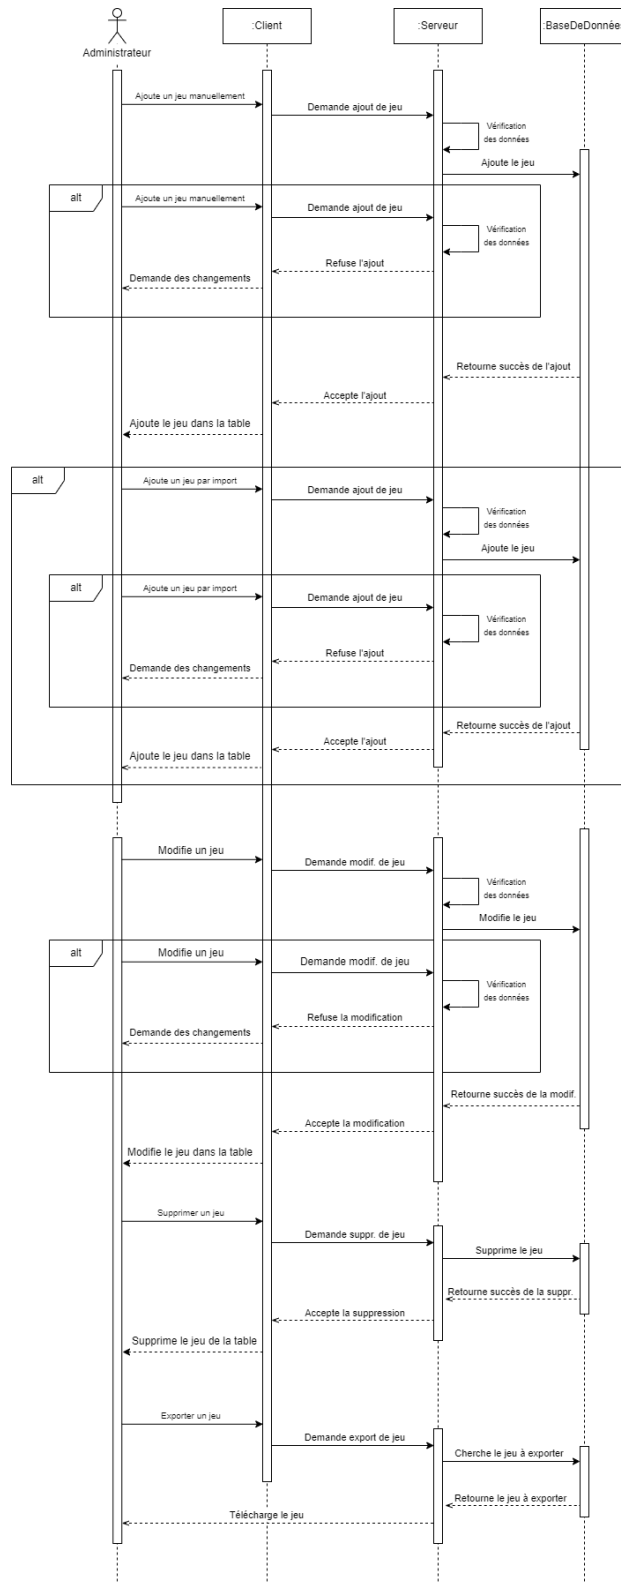 :Client
:Serveur
:BaseDeDonnées
Administrateur
Ajoute un jeu manuellement
Demande ajout de jeu
Vérification
des données
Ajoute le jeu
alt
Ajoute un jeu manuellement
Demande ajout de jeu
Vérification
des données
Refuse l'ajout
Demande des changements
Retourne succès de l'ajout
Accepte l'ajout
Ajoute le jeu dans la table
alt
Ajoute un jeu par import
Demande ajout de jeu
Vérification
des données
Ajoute le jeu
alt
Ajoute un jeu par import
Demande ajout de jeu
Vérification
des données
Refuse l'ajout
Demande des changements
Retourne succès de l'ajout
Accepte l'ajout
Ajoute le jeu dans la table
Modifie un jeu
Demande modif. de jeu
Vérification
des données
Modifie le jeu
alt
Modifie un jeu
Demande modif. de jeu
Vérification
des données
Refuse la modification
Demande des changements
Retourne succès de la modif.
Accepte la modification
Modifie le jeu dans la table
Supprimer un jeu
Demande suppr. de jeu
Supprime le jeu
Retourne succès de la suppr.
Accepte la suppression
Supprime le jeu de la table
Exporter un jeu
Demande export de jeu
Cherche le jeu à exporter
Retourne le jeu à exporter
Télécharge le jeu